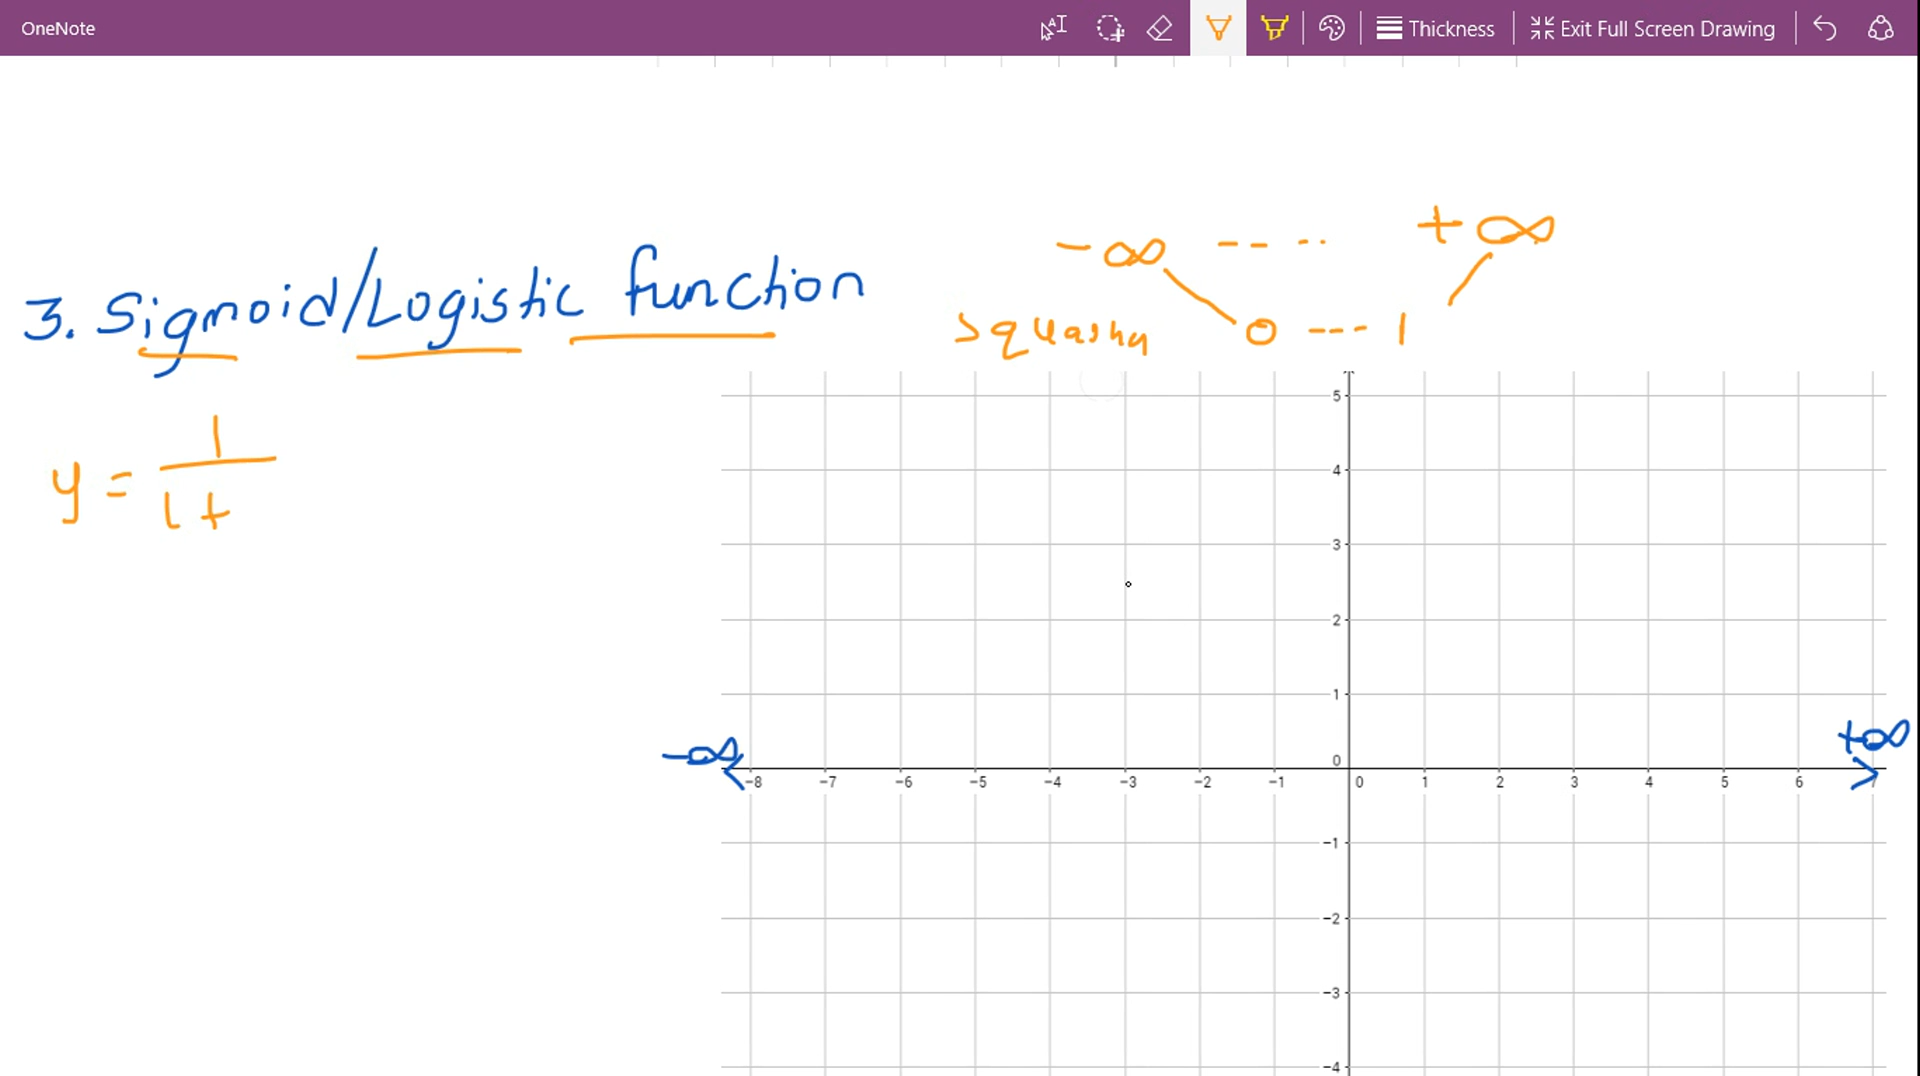 OneNote
Thickness
Exit Full Screen Drawing
-∞ ---- +∞
3. Sigmoid/Logistic function
squashy 0 --- 1
y = 1
1 +
5
4
3
2
1
-∞ +∞
0
-8 -7 -6 -5 -4 -3 -2 -1 0 1 2 3 4 5 6 7
-1
-2
-3
-4